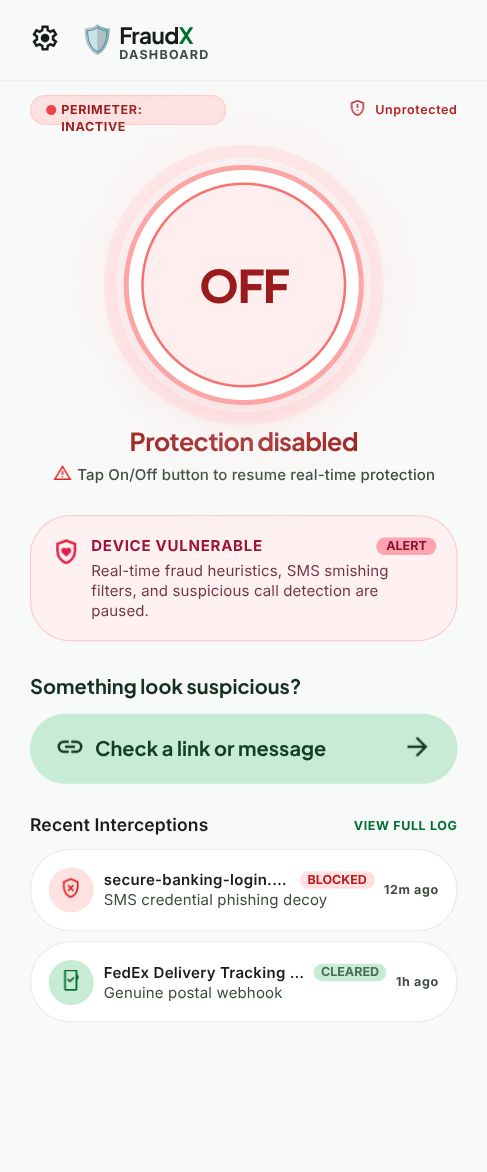 FraudX
DASHBOARD
PERIMETER:
INACTIVE
Unprotected
OFF
Protection disabled
Tap On/Off button to resume real-time protection
DEVICE VULNERABLE
ALERT
Real-time fraud heuristics, SMS smishing
filters, and suspicious call detection are
paused.
Something look suspicious?
Check a link or message
Recent Interceptions
VIEW FULL LOG
secure-banking-login....
BLOCKED
12m ago
SMS credential phishing decoy
FedEx Delivery Tracking ...
CLEARED
1h ago
Genuine postal webhook